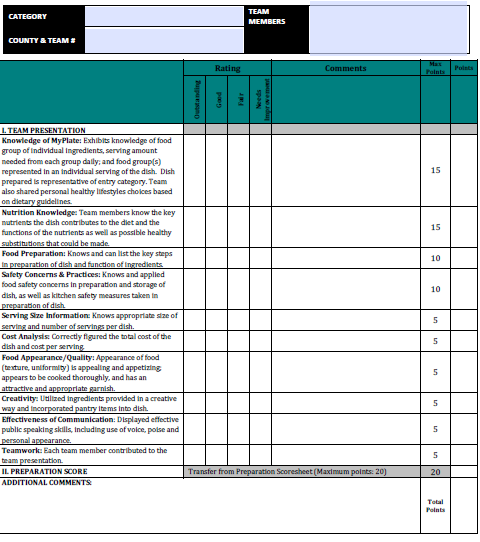 CATEGORY
TEAM
MEMBERS
COUNTY & TEAM #
Rating
Comments
Max
Points
Points
Outstanding
Good
Fair
Needs
Improvement
I. TEAM PRESENTATION
Knowledge of MyPlate: Exhibits knowledge of food
group of individual ingredients, serving amount
needed from each group daily; and food group(s)
represented in an individual serving of the dish. Dish
prepared is representative of entry category. Team
also shared personal healthy lifestyles choices based
on dietary guidelines.
15
Nutrition Knowledge: Team members know the key
nutrients the dish contributes to the diet and the
functions of the nutrients as well as possible healthy
substitutions that could be made.
15
Food Preparation: Knows and can list the key steps
in preparation of dish and function of ingredients.
10
Safety Concerns & Practices: Knows and applied
food safety concerns in preparation and storage of
dish, as well as kitchen safety measures taken in
preparation of dish.
10
Serving Size Information: Knows appropriate size of
serving and number of servings per dish.
5
Cost Analysis: Correctly figured the total cost of the
dish and cost per serving.
5
Food Appearance/Quality: Appearance of food
(texture, uniformity) is appealing and appetizing;
appears to be cooked thoroughly, and has an
attractive and appropriate garnish.
5
Creativity: Utilized ingredients provided in a creative
way and incorporated pantry items into dish.
5
Effectiveness of Communication: Displayed effective
public speaking skills, including use of voice, poise and
personal appearance.
5
Teamwork: Each team member contributed to the
team presentation.
5
II. PREPARATION SCORE
Transfer from Preparation Scoresheet (Maximum points: 20)
20
ADDITIONAL COMMENTS:
Total
Points